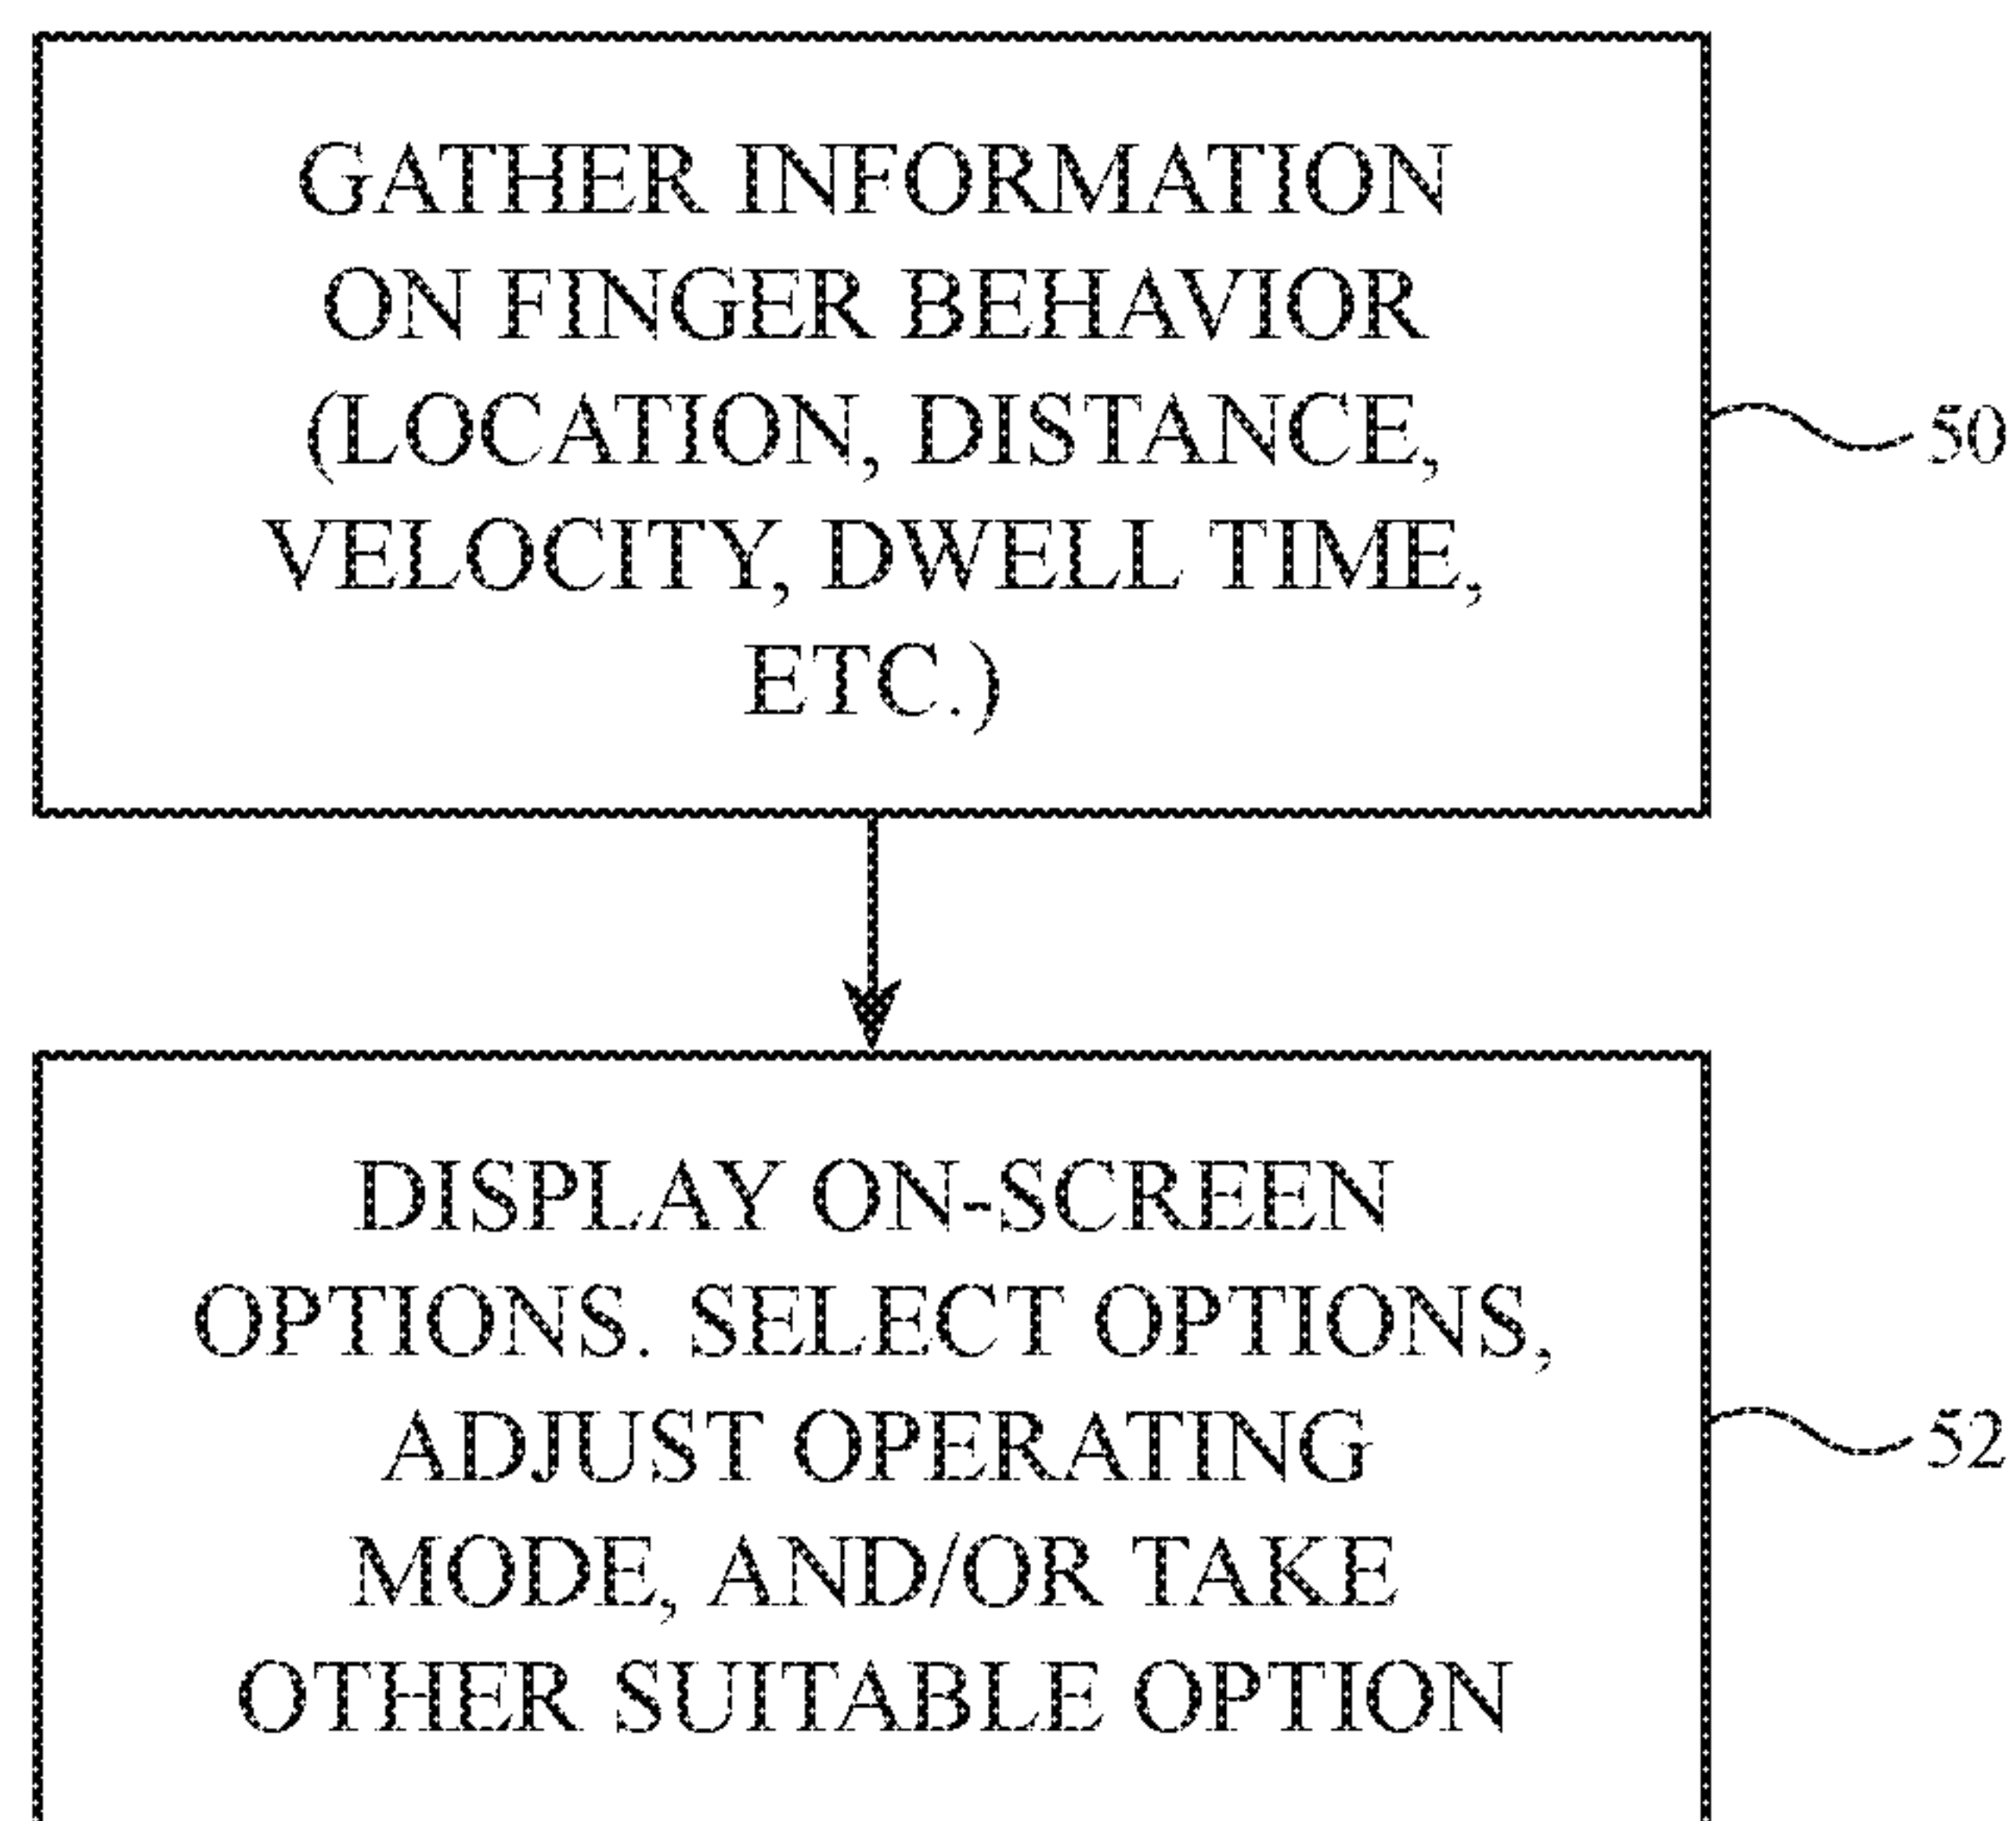 GATHER INFORMATION
ON FINGER BEHAVIOR
(LOCATION, DISTANCE,
VELOCITY, DWELL TIME,
ETC.)
50
DISPLAY ON-SCREEN
OPTIONS. SELECT OPTIONS,
ADJUST OPERATING
MODE, AND/OR TAKE
OTHER SUITABLE OPTION
52